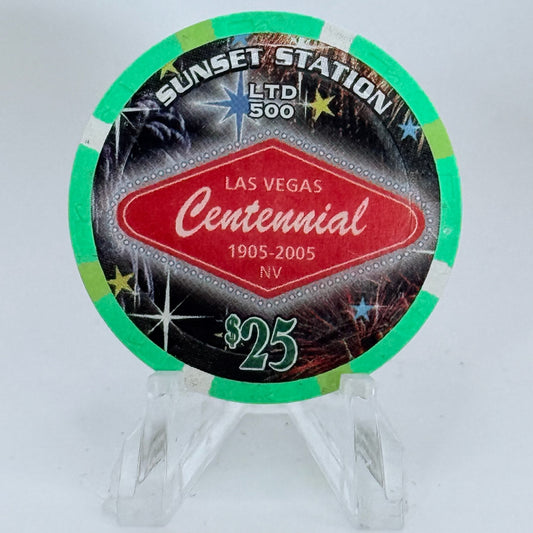 SUNSET STATION
LTD
500
LAS VEGAS
Centennial
1905-2005
NV
$25